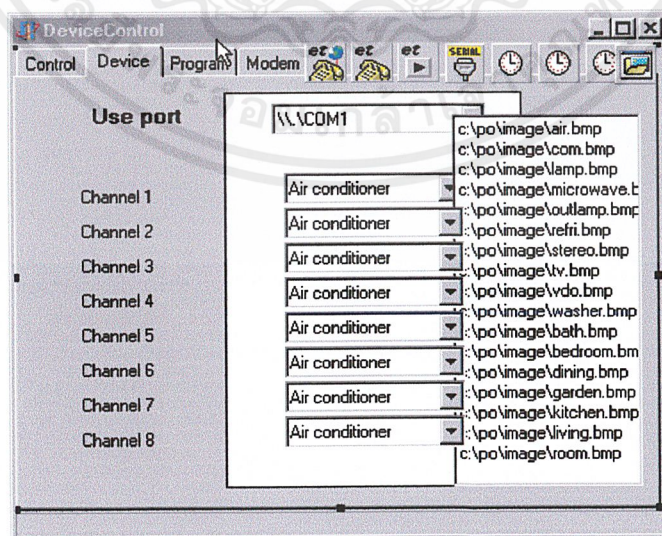 DeviceControl
Control Device Program Modem
et et et SERIAL
Use port \\.\COM1
Channel 1 Air conditioner
Channel 2 Air conditioner
Channel 3 Air conditioner
Channel 4 Air conditioner
Channel 5 Air conditioner
Channel 6 Air conditioner
Channel 7 Air conditioner
Channel 8 Air conditioner
c:\po\image\air.bmp
c:\po\image\com.bmp
c:\po\image\lamp.bmp
c:\po\image\microwave.b
:\po\image\outlamp.bmp
:\po\image\refri.bmp
:\po\image\stereo.bmp
:\po\image\tv.bmp
:\po\image\vdo.bmp
:\po\image\washer.bmp
:\po\image\bath.bmp
:\po\image\bedroom.bm
:\po\image\dining.bmp
:\po\image\garden.bmp
:\po\image\kitchen.bmp
:\po\image\living.bmp
c:\po\image\room.bmp